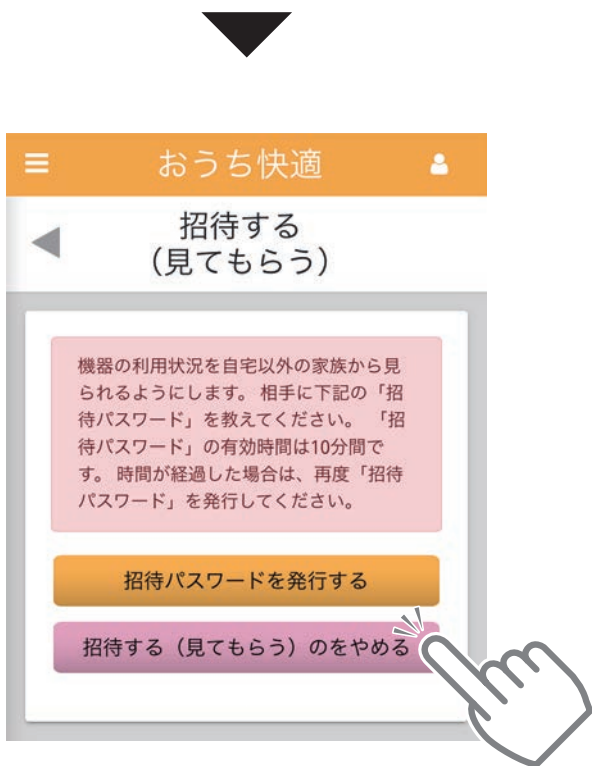 おうち快適
招待する
（見てもらう）
機器の利用状況を自宅以外の家族から見
られるようにします。 相手に下記の「招
待パスワード」を教えてください。 「招
待パスワード」の有効時間は10分間で
す。 時間が経過した場合は、再度「招待
パスワード」を発行してください。
招待パスワードを発行する
招待する（見てもらう）のをやめる